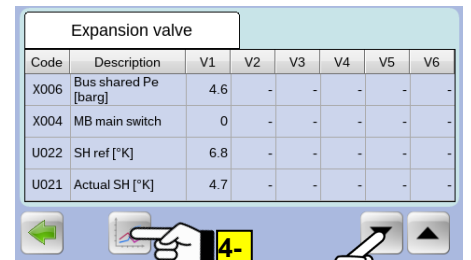 Expansion valve
Code Description V1 V2 V3 V4 V5 V6
X006 Bus shared Pe [barg] 4.6 - - - - -
X004 MB main switch 0 - - - - -
U022 SH ref [°K] 6.8 - - - - -
U021 Actual SH [°K] 4.7 - - - - -
4-